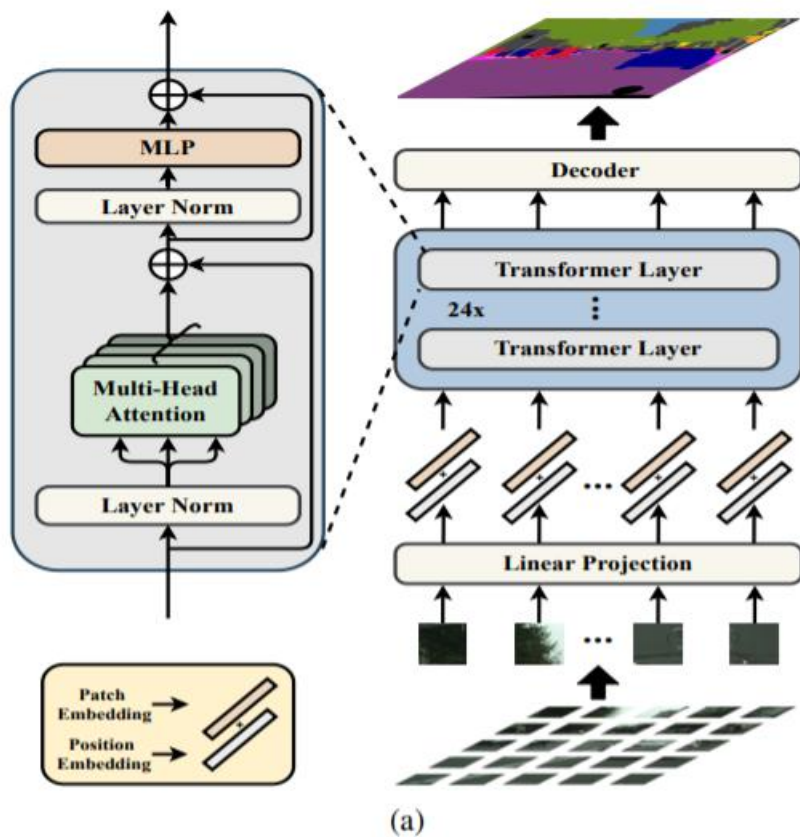 MLP
Layer Norm
Multi-Head
Attention
Layer Norm
Patch
Embedding
+
Position
Embedding
Decoder
Transformer Layer
24x
Transformer Layer
+ + ... + +
Linear Projection
...
(a)